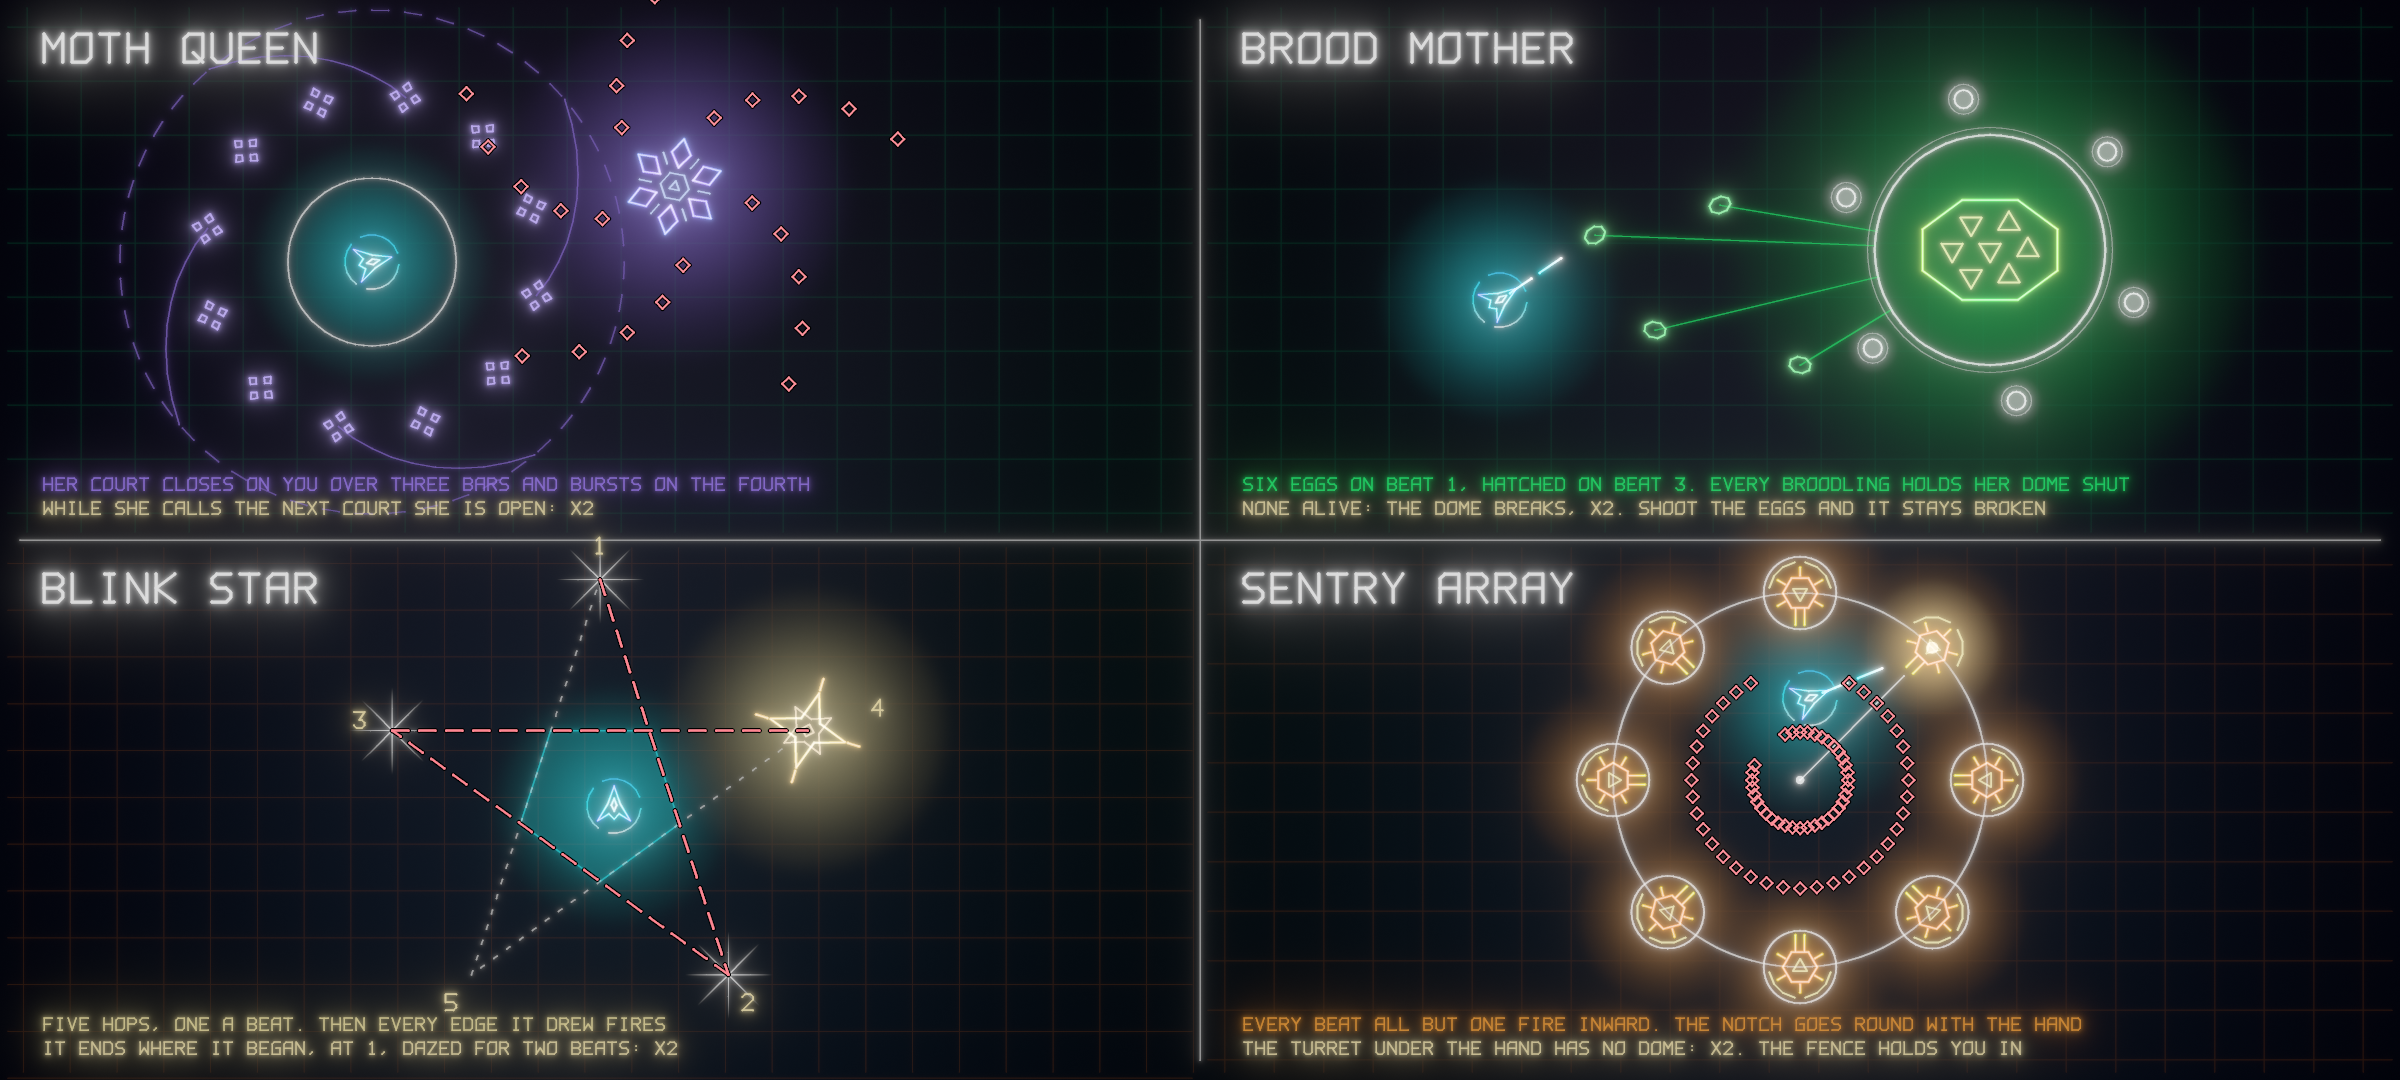 MOTH QUEEN
HER COURT CLOSES ON YOU OVER THREE BARS AND BURSTS ON THE FOURTH
WHILE SHE CALLS THE NEXT COURT SHE IS OPEN: X2
BROOD MOTHER
SIX EGGS ON BEAT 1, HATCHED ON BEAT 3. EVERY BROODLING HOLDS HER DOME SHUT
NONE ALIVE: THE DOME BREAKS, X2. SHOOT THE EGGS AND IT STAYS BROKEN
BLINK STAR
1
3
4
5
2
FIVE HOPS, ONE A BEAT. THEN EVERY EDGE IT DREW FIRES
IT ENDS WHERE IT BEGAN, AT 1, DAZED FOR TWO BEATS: X2
SENTRY ARRAY
EVERY BEAT ALL BUT ONE FIRE INWARD. THE NOTCH GOES ROUND WITH THE HAND
THE TURRET UNDER THE HAND HAS NO DOME: X2. THE FENCE HOLDS YOU IN